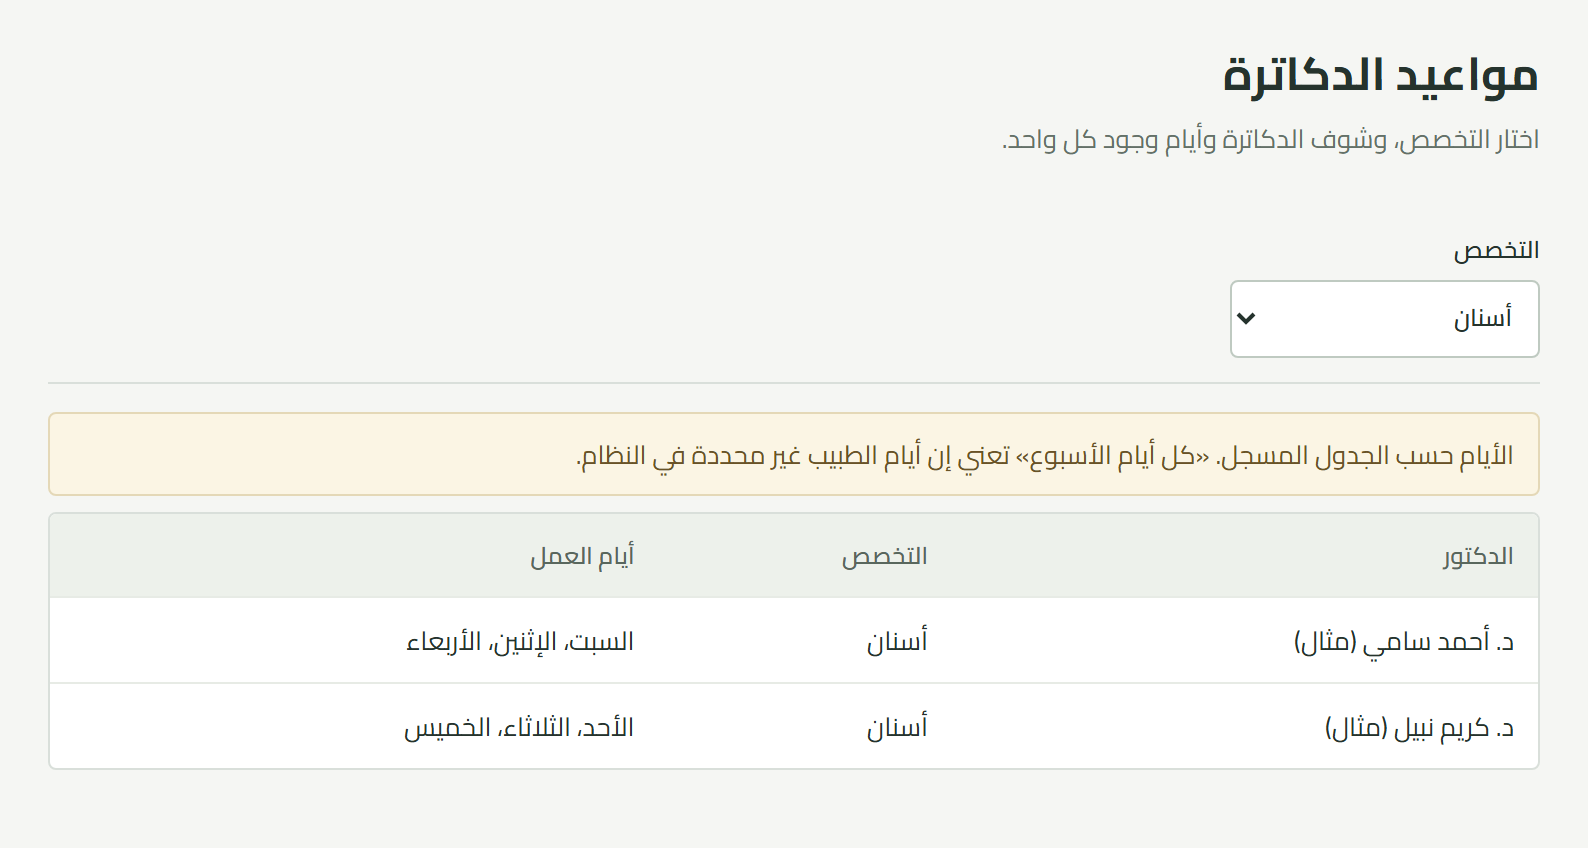 مواعيد الدكاترة
اختار التخصص، وشوف الدكاترة وأيام وجود كل واحد.
التخصص
أسنان
الأيام حسب الجدول المسجل. «كل أيام الأسبوع» تعني إن أيام الطبيب غير محددة في النظام.
الدكتور التخصص أيام العمل
د. أحمد سامي (مثال) أسنان السبت، الإثنين، الأربعاء
د. كريم نبيل (مثال) أسنان الأحد، الثلاثاء، الخميس